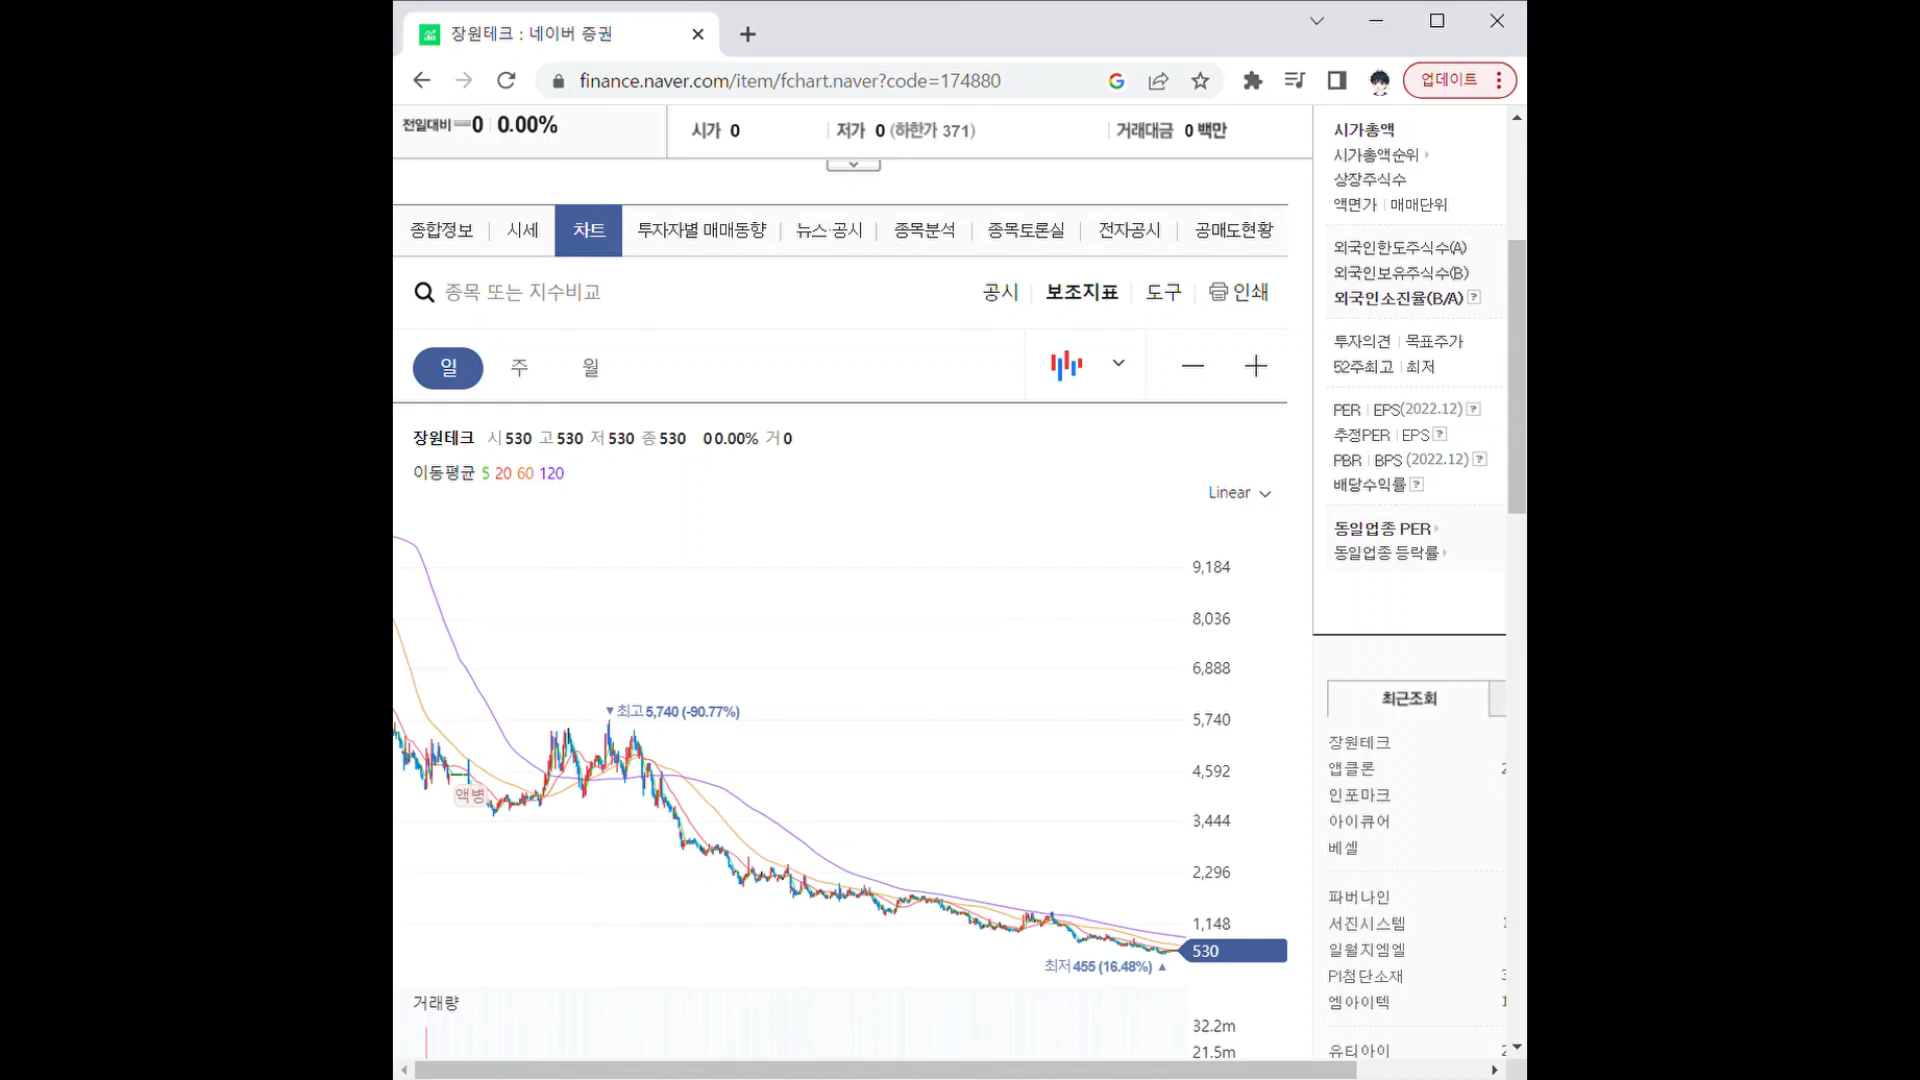 장원테크 : 네이버 증권
finance.naver.com/item/fchart.naver?code=174880
업데이트
전일대비 0 0.00%
시가 0 저가 0 (하한가 371) 거래대금 0 백만
종합정보 시세 차트 투자자별 매매동향 뉴스·공시 종목분석 종목토론실 전자공시 공매도현황
종목 또는 지수비교
공시 보조지표 도구 인쇄
일 주 월
장원테크 시 530 고 530 저 530 종 530 0 0.00% 거 0
이동평균 5 20 60 120
Linear
9,184
8,036
6,888
최고 5,740 (-90.77%)
5,740
4,592
액병
3,444
2,296
1,148
530
최저 455 (16.48%)
거래량
32.2m
21.5m
시가총액
시가총액순위
상장주식수
액면가 매매단위
외국인한도주식수(A)
외국인보유주식수(B)
외국인소진율(B/A) ?
투자의견 목표주가
52주최고 최저
PER EPS(2022.12) ?
추정PER EPS ?
PBR BPS (2022.12) ?
배당수익률 ?
동일업종 PER
동일업종 등락률
최근조회
장원테크
앱클론
인포마크
아이큐어
베셀
파버나인
서진시스템
일월지엠엘
PI첨단소재
엠아이텍
유티아이